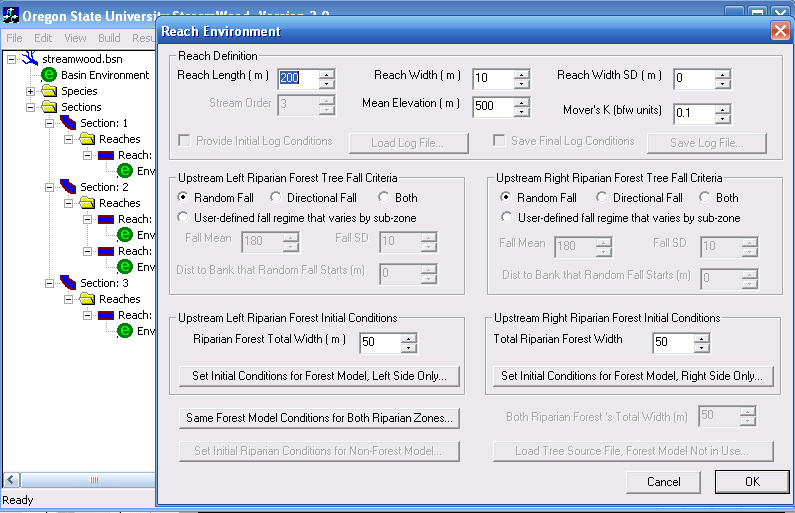 Oregon State University StreamWood, Version 3.0
File Edit View Build
streamwood.bsn
Basin Environment
Species
Sections
Section: 1
Reaches
Reach:
Section: 2
Reaches
Reach:
Reach:
Section: 3
Reaches
Reach:
Ready
Reach Environment
Reach Definition
Reach Length ( m ) 200 Reach Width ( m ) 10 Reach Width SD ( m ) 0
Stream Order 3 Mean Elevation ( m ) 500 Mover's K (bfw units) 0.1
Provide Initial Log Conditions Load Log File... Save Final Log Conditions Save Log File...
Upstream Left Riparian Forest Tree Fall Criteria
Random Fall Directional Fall Both
User-defined fall regime that varies by sub-zone
Fall Mean 180 Fall SD 10
Dist to Bank that Random Fall Starts (m) 0
Upstream Right Riparian Forest Tree Fall Criteria
Random Fall Directional Fall Both
User-defined fall regime that varies by sub-zone
Fall Mean 180 Fall SD 10
Dist to Bank that Random Fall Starts (m) 0
Upstream Left Riparian Forest Initial Conditions
Riparian Forest Total Width ( m ) 50
Set Initial Conditions for Forest Model, Left Side Only...
Upstream Right Riparian Forest Initial Conditions
Total Riparian Forest Width 50
Set Initial Conditions for Forest Model, Right Side Only...
Same Forest Model Conditions for Both Riparian Zones...
Both Riparian Forest 's Total Width (m) 50
Set Initial Riparian Conditions for Non-Forest Model...
Load Tree Source File, Forest Model Not in Use...
Cancel OK